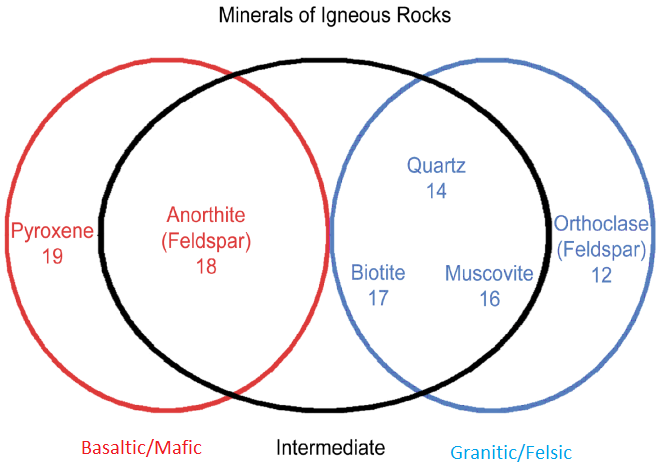 Minerals of Igneous Rocks
Quartz
14
Pyroxene
19
Anorthite
(Feldspar)
18
Orthoclase
(Feldspar)
12
Biotite
17
Muscovite
16
Basaltic/Mafic
Intermediate
Granitic/Felsic